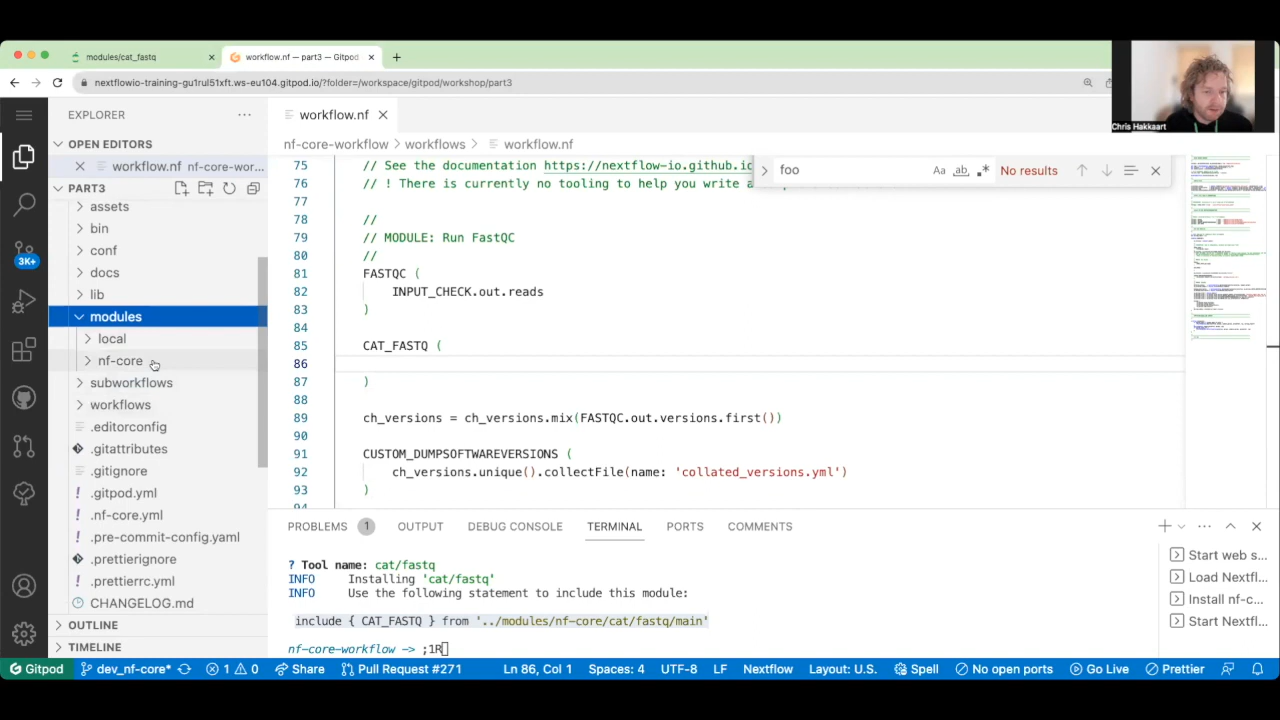 modules/cat_fastq
workflow.nf — part3 — Gitpod
nextflowio-training-gu1rul51xft.ws-eu104.gitpod.io/?folder=/workspace/gitpod/workshop/part3
Chris Hakkaart
EXPLORER
workflow.nf
OPEN EDITORS
nf-core-workflow > workflows > workflow.nf
workflow.nf nf-core-wor...
PART3
assets
bin
conf
docs
lib
modules
local
nf-core
subworkflows
workflows
.editorconfig
.gitattributes
.gitignore
.gitpod.yml
.nf-core.yml
.pre-commit-config.yaml
.prettierignore
.prettierrc.yml
CHANGELOG.md
OUTLINE
TIMELINE
3K+
75 // See the documentation https://nextflow-io.github.io
76 // ! There is currently no tooling to help you write a
foo
ab
No results
77
78 //
79 // MODULE: Run FastQC
80 //
81 FASTQC (
82 INPUT_CHECK.out.
83 )
84
85 CAT_FASTQ (
86
87 )
88
89 ch_versions = ch_versions.mix(FASTQC.out.versions.first())
90
91 CUSTOM_DUMPSOFTWAREVERSIONS (
92 ch_versions.unique().collectFile(name: 'collated_versions.yml')
93 )
94
PROBLEMS 1 OUTPUT DEBUG CONSOLE TERMINAL PORTS COMMENTS
? Tool name: cat/fastq
INFO Installing 'cat/fastq'
INFO Use the following statement to include this module:
include { CAT_FASTQ } from '../modules/nf-core/cat/fastq/main'
nf-core-workflow -> ;1R
Start web s...
Load Nextfl...
Install nf-c...
Start Nextfl...
Gitpod dev_nf-core* 1 0 Share Pull Request #271 Ln 86, Col 1 Spaces: 4 UTF-8 LF Nextflow Layout: U.S. Spell No open ports Go Live Prettier